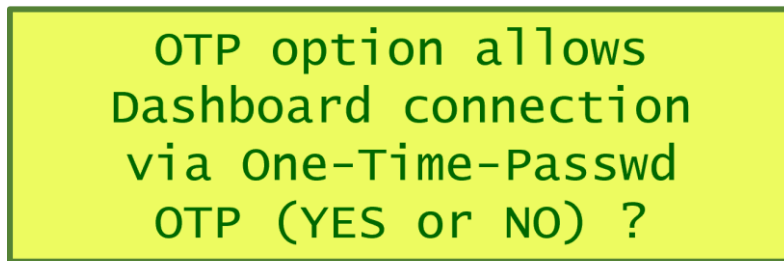 OTP option allows
Dashboard connection
via One-Time-Passwd
OTP (YES or NO) ?